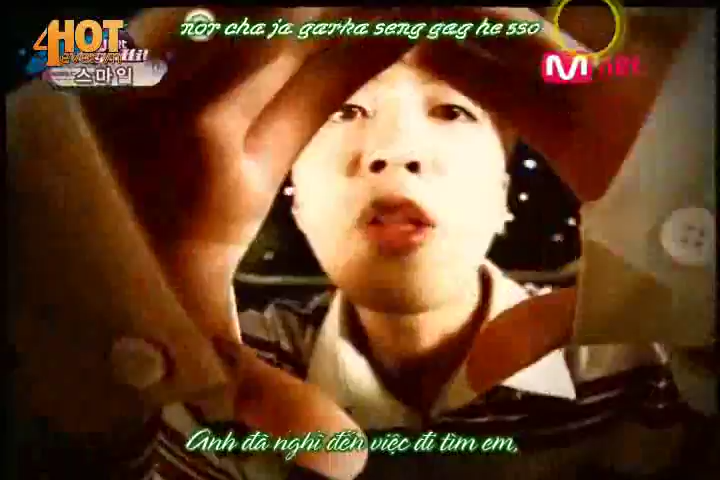 nor cha ja garka seng gag he sso
4HOT
스마일
Mnet
Anh đã nghĩ đến việc đi tìm em,